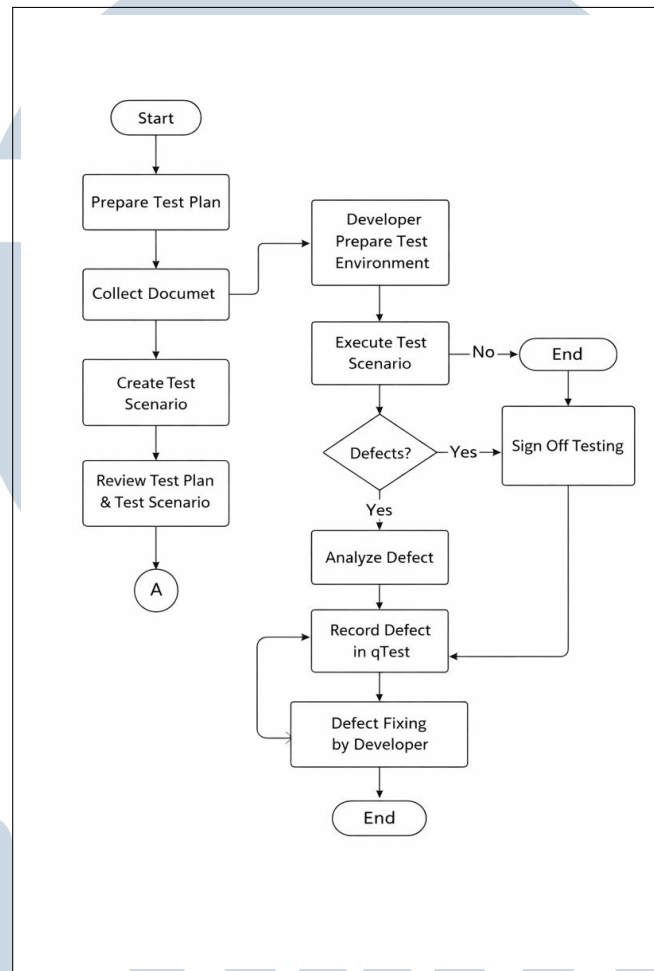 Start
Prepare Test Plan
Collect Documet
Create Test
Scenario
Review Test Plan
& Test Scenario
A
Developer
Prepare Test
Environment
Execute Test
Scenario
No
End
Defects?
Yes
Sign Off Testing
Yes
Analyze Defect
Record Defect
in qTest
Defect Fixing
by Developer
End